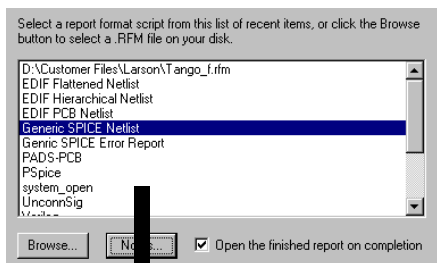 Select a report format script from this list of recent items, or click the Browse
button to select a .RFM file on your disk.
D:\Customer Files\Larson\Tango_f.rfm
EDIF Flattened Netlist
EDIF Hierarchical Netlist
EDIF PCB Netlist
Generic SPICE Netlist
Genric SPICE Error Report
PADS-PCB
PSpice
system_open
UnconnSig
Browse...
Open the finished report on completion